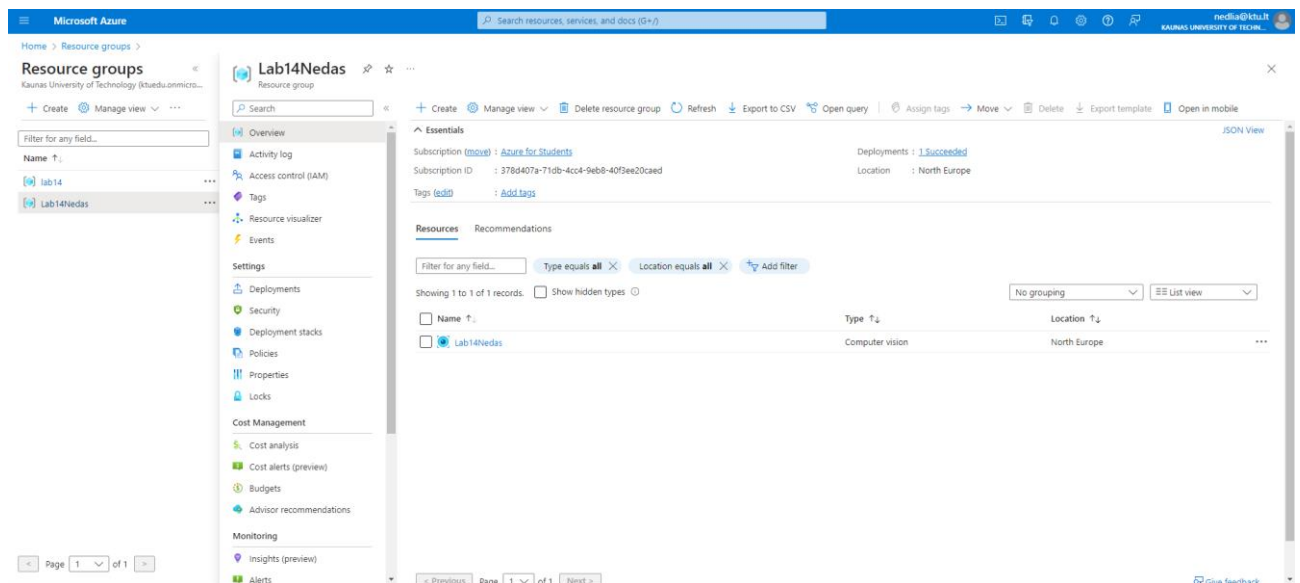 Microsoft Azure
Search resources, services, and docs (G+/)
nedlia@ktu.lt
KAUNAS UNIVERSITY OF TECHN...
Home > Resource groups >
Resource groups
Kaunas University of Technology (ktuedu.onmicro...
Create Manage view ...
Filter for any field...
Name
lab14 ...
Lab14Nedas ...
Page 1 of 1
Lab14Nedas ...
Resource group
Search
Overview
Activity log
Access control (IAM)
Tags
Resource visualizer
Events
Settings
Deployments
Security
Deployment stacks
Policies
Properties
Locks
Cost Management
Cost analysis
Cost alerts (preview)
Budgets
Advisor recommendations
Monitoring
Insights (preview)
Alerts
Create Manage view Delete resource group Refresh Export to CSV Open query Assign tags Move Delete Export template Open in mobile
Essentials JSON View
Subscription (move) : Azure for Students Deployments : 1 Succeeded
Subscription ID : 378d407a-71db-4cc4-9eb8-40f3ee20caed Location : North Europe
Tags (edit) : Add tags
Resources Recommendations
Filter for any field... Type equals all Location equals all Add filter
Showing 1 to 1 of 1 records. Show hidden types No grouping List view
Name Type Location
Lab14Nedas Computer vision North Europe ...
< Previous Page 1 of 1 Next > Give feedback